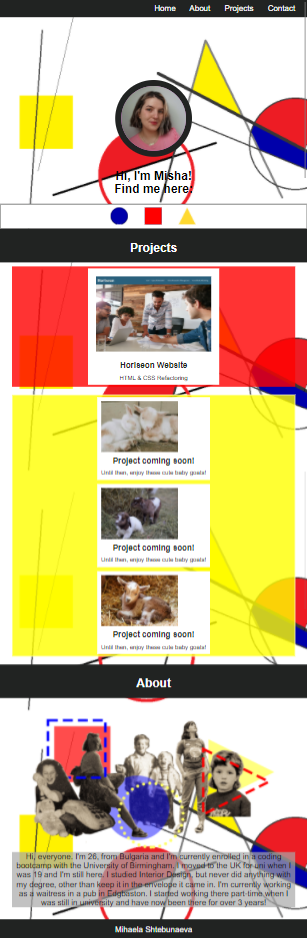 Home About Projects Contact
Hi, I'm Misha!
Find me here:
Projects
Horiseon Website
HTML & CSS Refactoring
Project coming soon!
Until then, enjoy these cute baby goats!
Project coming soon!
Until then, enjoy these cute baby goats!
Project coming soon!
Until then, enjoy these cute baby goats!
About
Hi, everyone. I'm 26, from Bulgaria and I'm currently enrolled in a coding
bootcamp with the University of Birmingham. I moved to the UK for uni when I
was 19 and I'm still here. I studied Interior Design, but never did anything with
my degree, other than keep it in the envelope it came in. I'm currently working
as a waitress in a pub in Edgbaston. I started working there part-time when I
was still in university and have now been there for over 3 years!
Mihaela Shtebunaeva